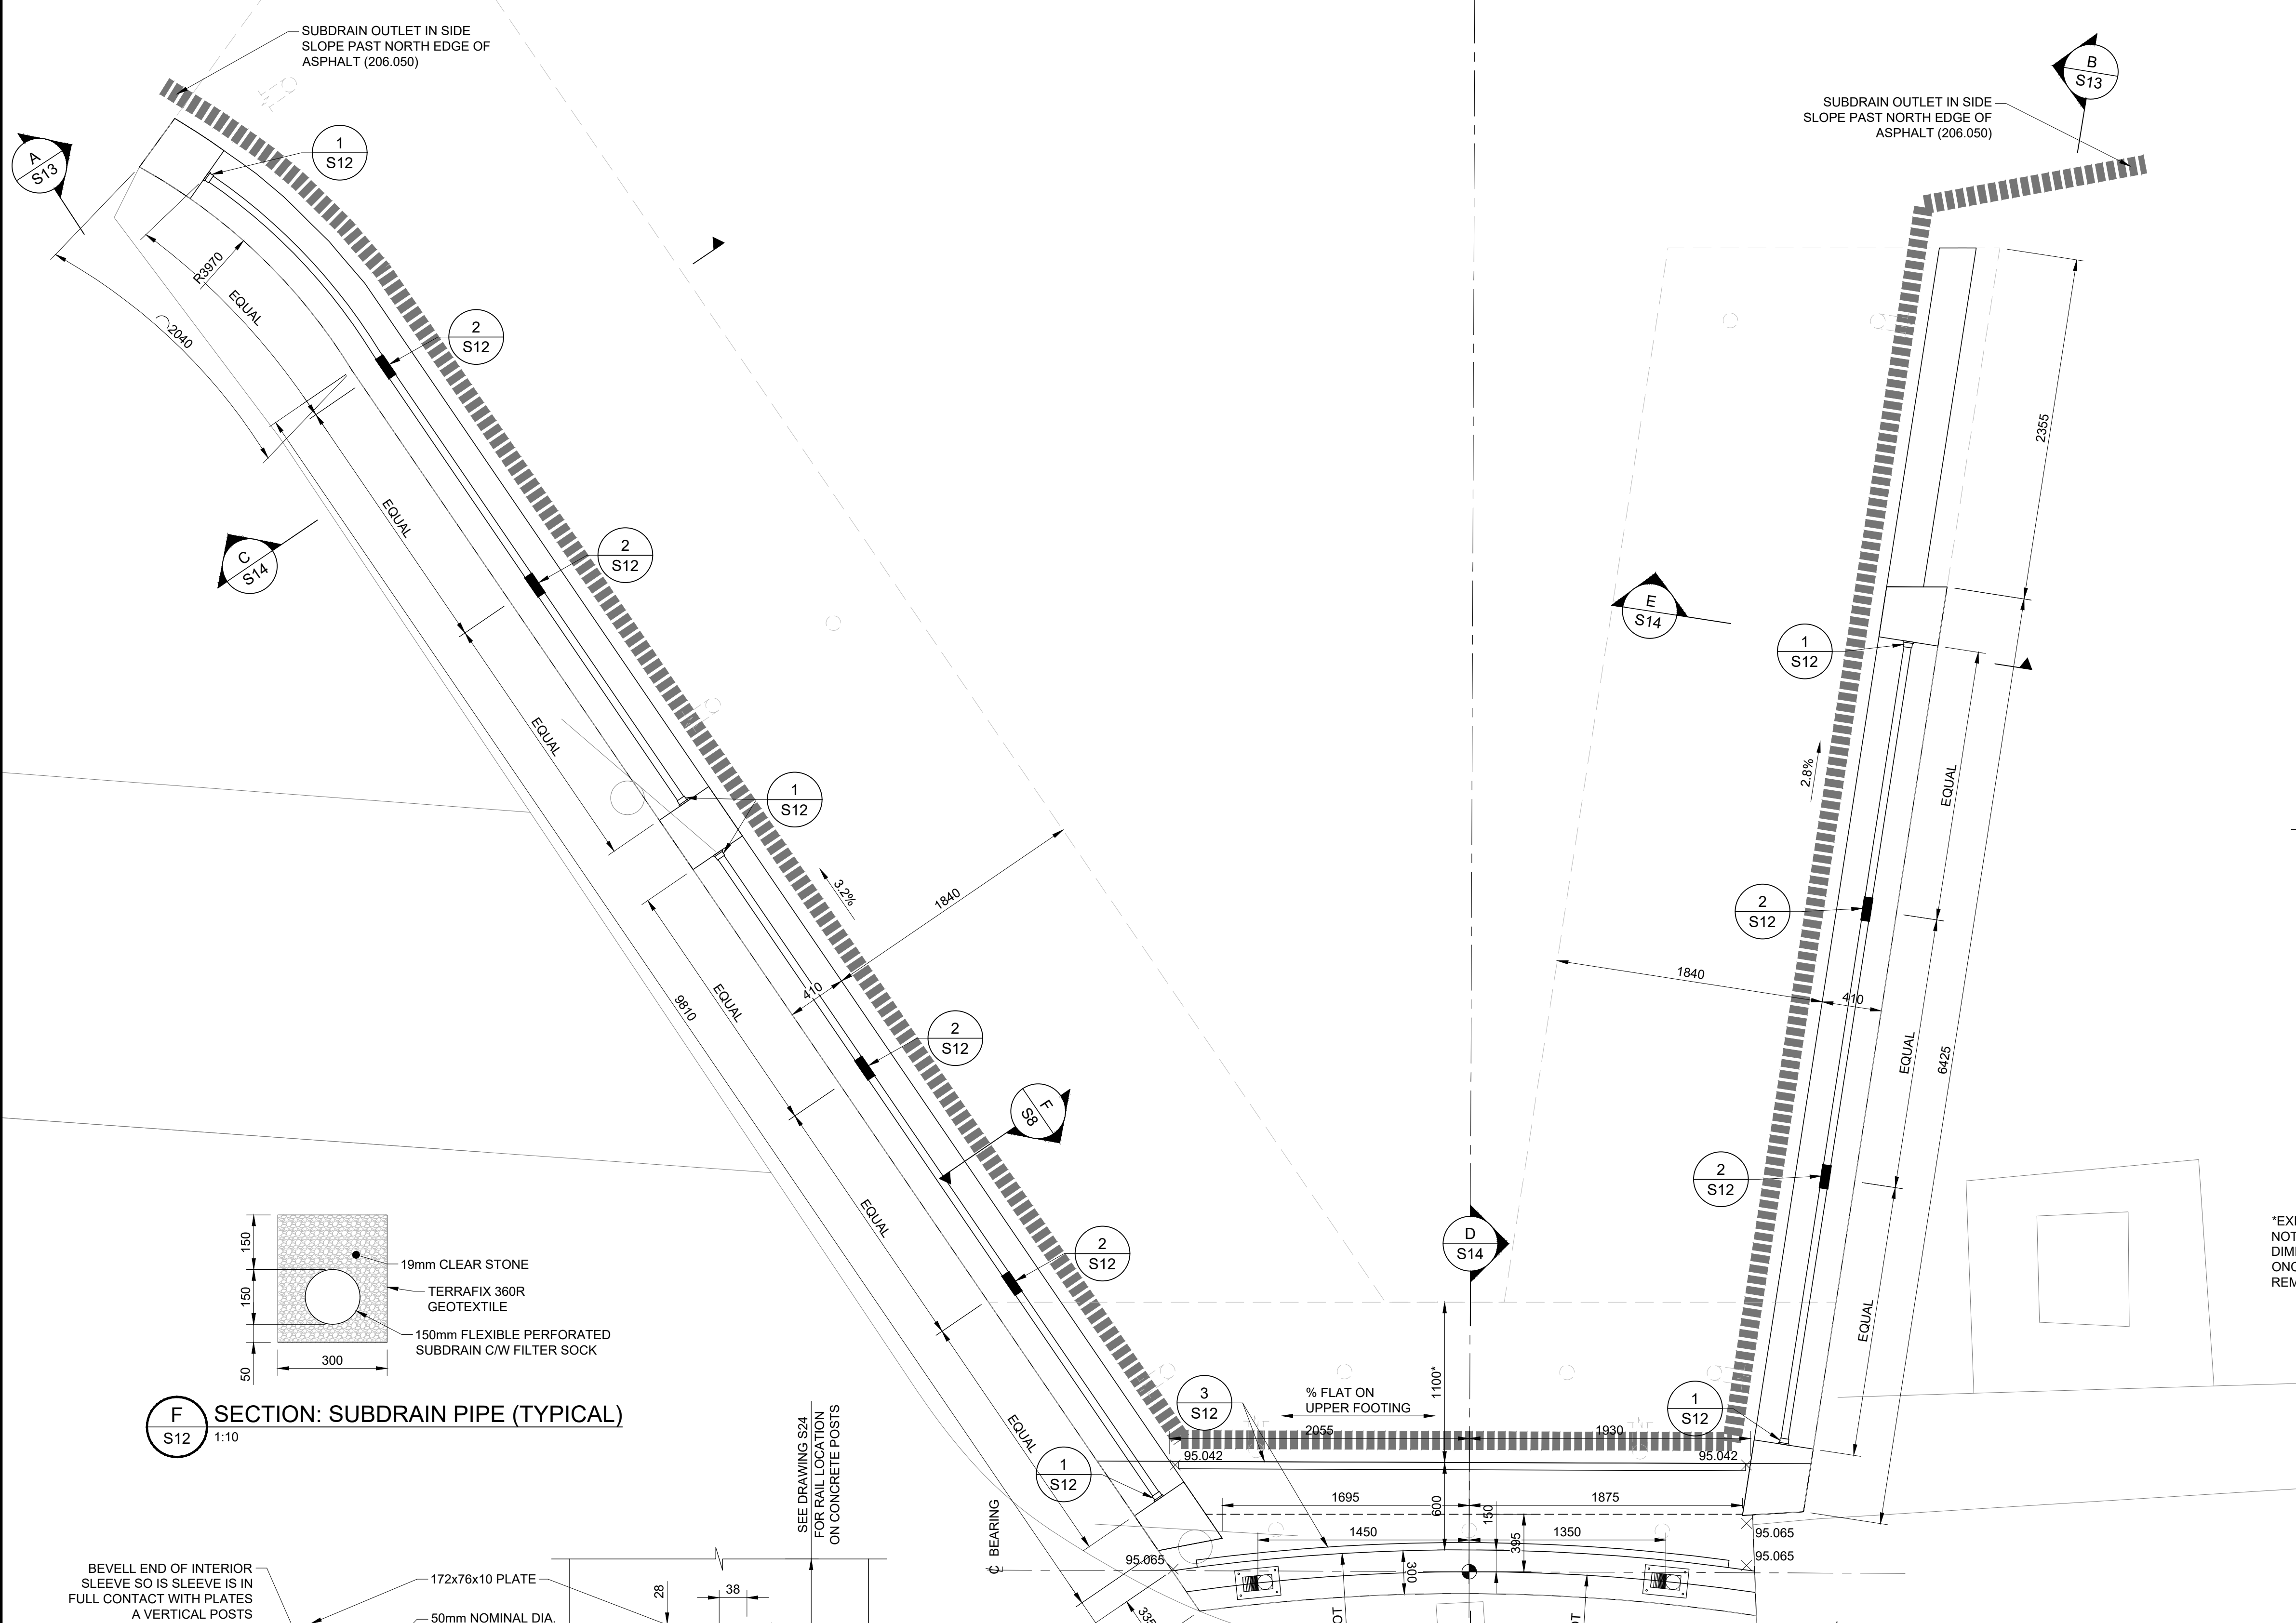 SUBDRAIN OUTLET IN SIDE
SLOPE PAST NORTH EDGE OF
ASPHALT (206.050)
B
S13
SUBDRAIN OUTLET IN SIDE
SLOPE PAST NORTH EDGE OF
ASPHALT (206.050)
A
S13
1
S12
R3970
EQUAL
2040
2
S12
2355
EQUAL
2
S12
C
S14
E
S14
1
S12
EQUAL
1
S12
2.8%
EQUAL
3.2%
1840
2
S12
1840
410
410
EQUAL
9810
2
S12
EQUAL
6425
F
S8
2
S12
EQUAL
2
S12
D
S14
150
150
50
300
19mm CLEAR STONE
TERRAFIX 360R
GEOTEXTILE
150mm FLEXIBLE PERFORATED
SUBDRAIN C/W FILTER SOCK
F
S12
SECTION: SUBDRAIN PIPE (TYPICAL)
1:10
EQUAL
1100*
3
S12
% FLAT ON
UPPER FOOTING
1
S12
2055
1930
95.042
95.042
EQUAL
1
S12
SEE DRAWING S24
FOR RAIL LOCATION
ON CONCRETE POSTS
1695
600
150
1875
1450
395
1350
95.065
95.065
95.065
300
℄ BEARING
335
BEVELL END OF INTERIOR
SLEEVE SO IS SLEEVE IS IN
FULL CONTACT WITH PLATES
A VERTICAL POSTS
172x76x10 PLATE
50mm NOMINAL DIA.
28
38
NOT